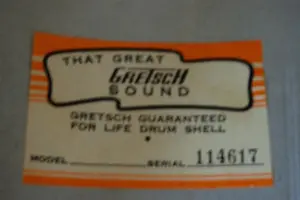 THAT GREAT
GRETSCH
SOUND
GRETSCH GUARANTEED
FOR LIFE DRUM SHELL
MODEL SERIAL 114617